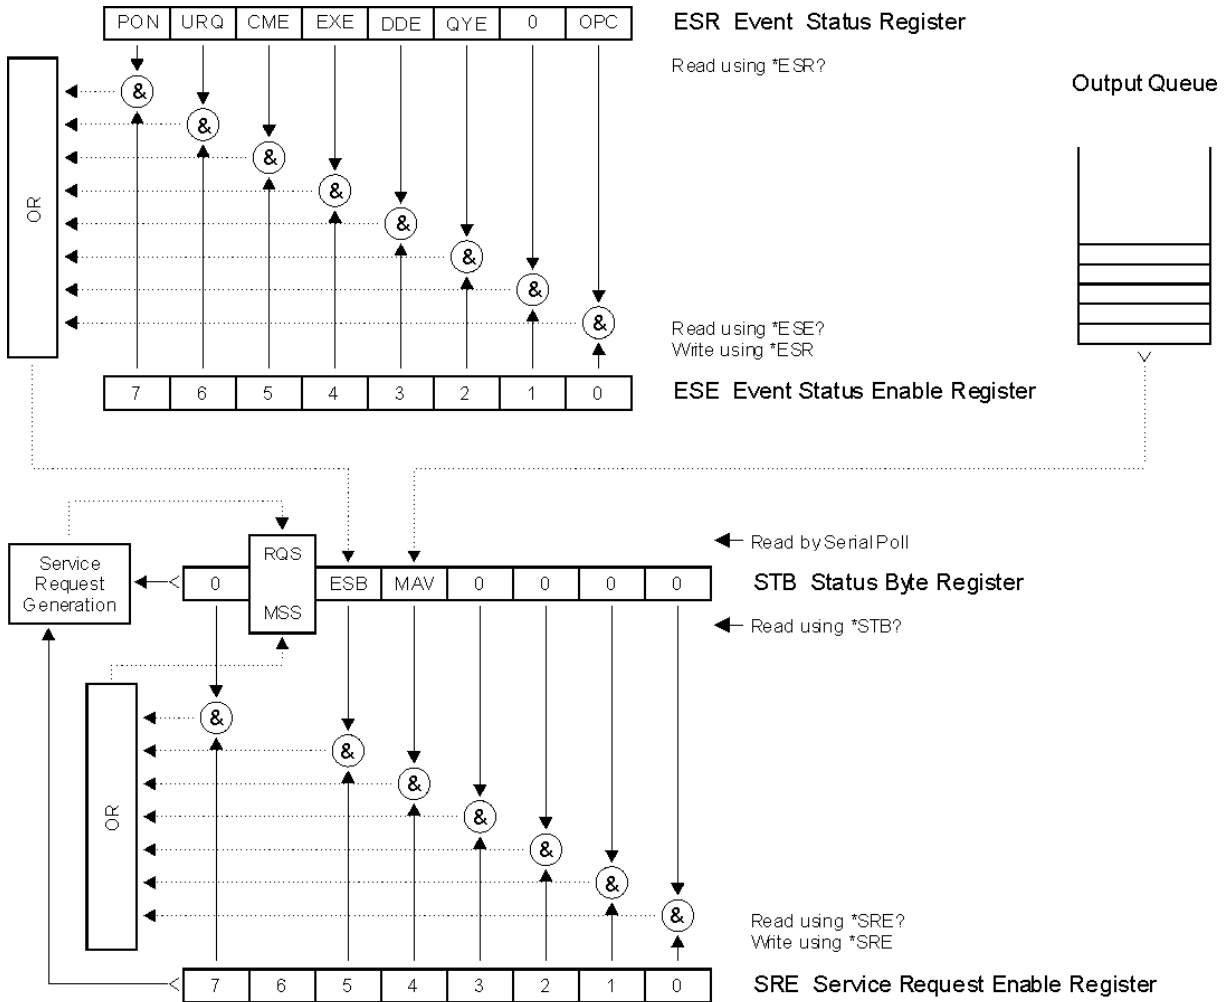 PON URQ CME EXE DDE QYE 0 OPC
ESR Event Status Register
Read using *ESR?
Output Queue
&
&
&
&
&
&
&
&
OR
Read using *ESE?
Write using *ESR
7 6 5 4 3 2 1 0
ESE Event Status Enable Register
Read by Serial Poll
Service
Request
Generation
RQS
0 ESB MAV 0 0 0 0
STB Status Byte Register
MSS
Read using *STB?
&
&
&
&
&
&
&
OR
Read using *SRE?
Write using *SRE
7 6 5 4 3 2 1 0
SRE Service Request Enable Register